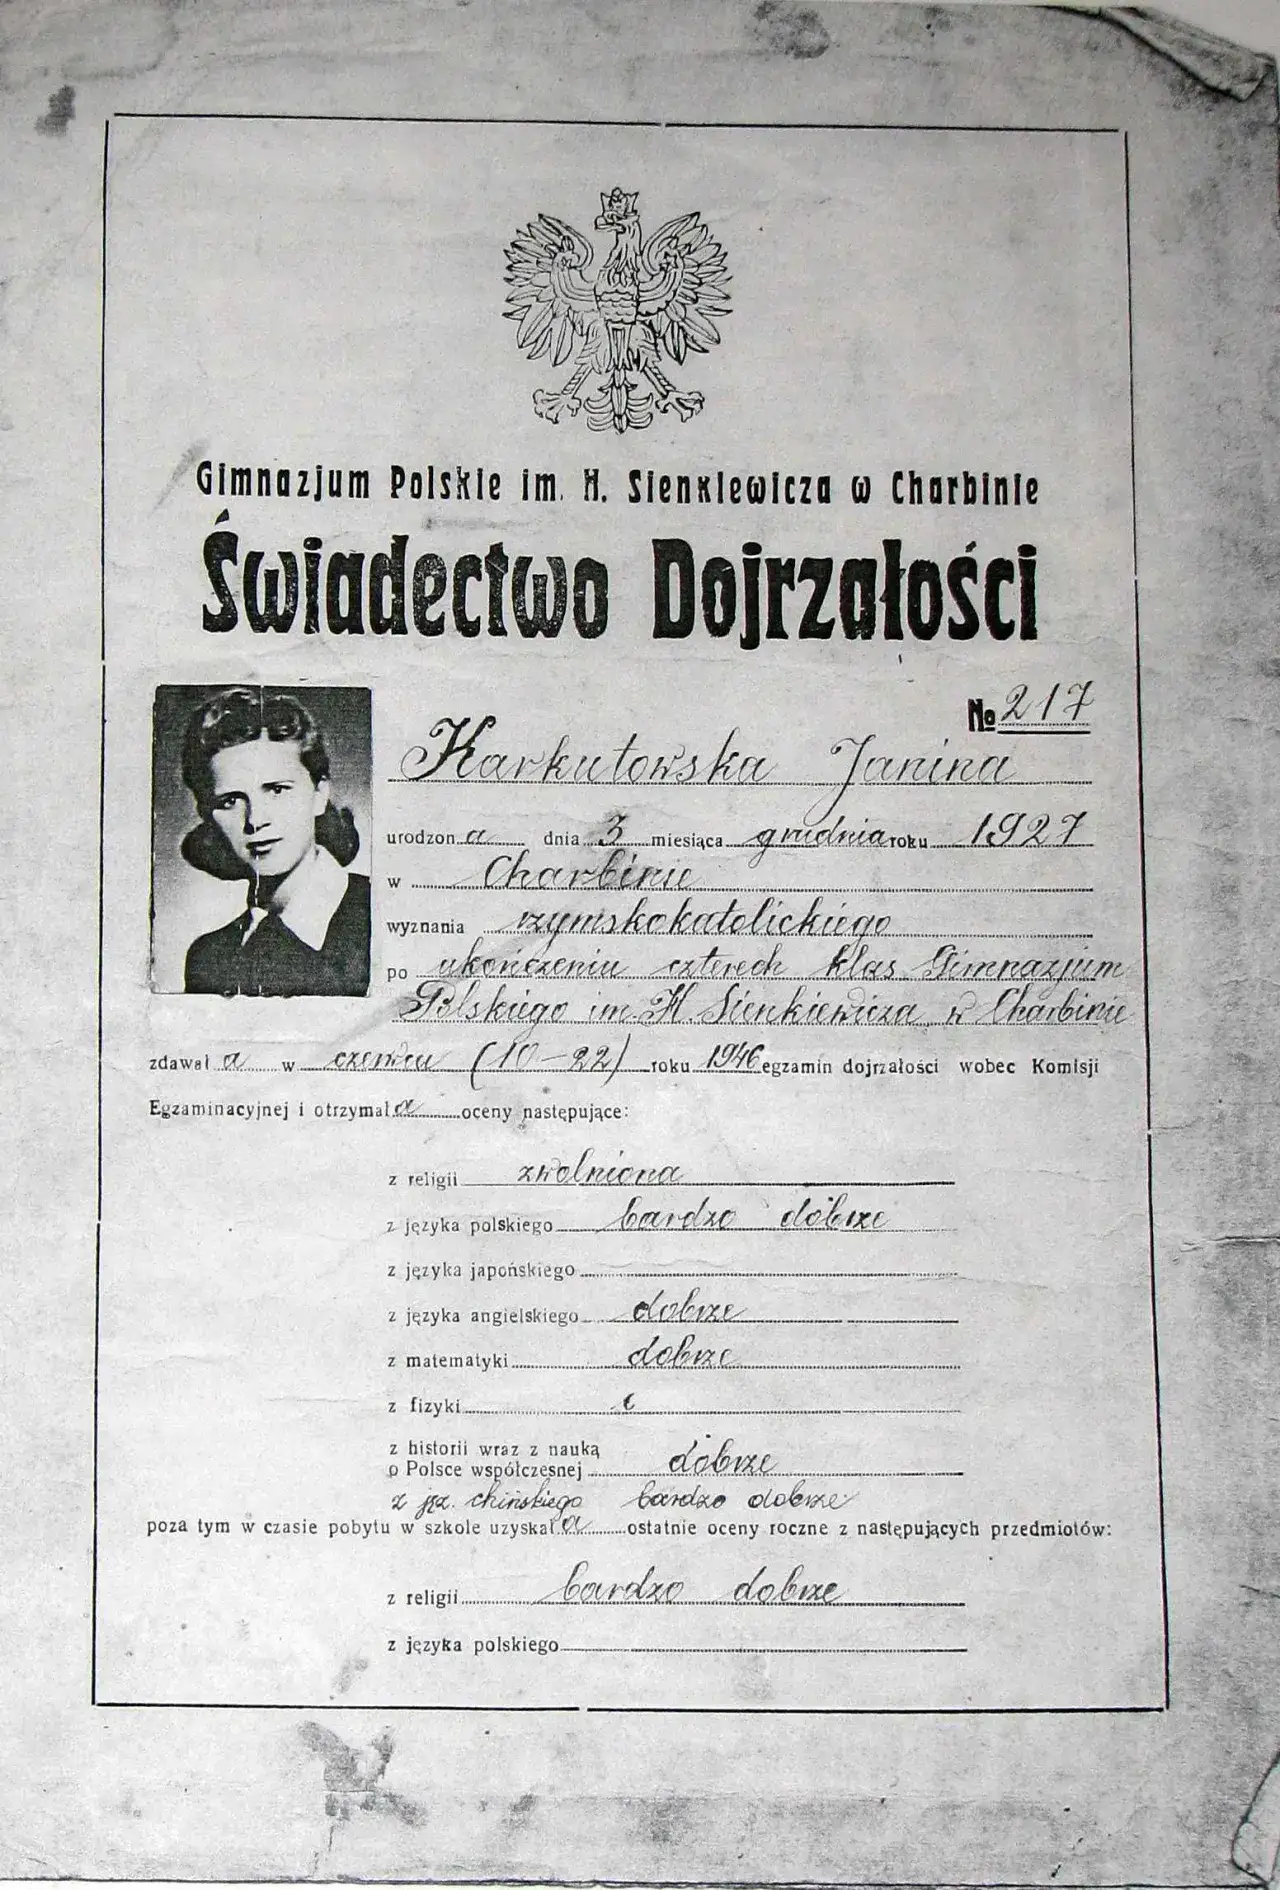 Gimnazjum Polskie im. H. Sienkiewicza w Charbinie
Świadectwo Dojrzałości
№ 217
Karkutowska Janina
urodzona dnia 3 miesiąca grudnia roku 1927
w Charbinie
wyznania rzymskokatolickiego
po ukończeniu czterech klas Gimnazjum
Polskiego im. H. Sienkiewicza w Charbinie
zdawała w czerwcu (10-22) roku 1946 egzamin dojrzałości wobec Komisji
Egzaminacyjnej i otrzymała oceny następujące:
z religii zwolniona
z języka polskiego bardzo dobrze
z języka japońskiego
z języka angielskiego dobrze
z matematyki dobrze
z fizyki
z historii wraz z nauką
o Polsce współczesnej dobrze
z jęz. chińskiego bardzo dobrze
poza tym w czasie pobytu w szkole uzyskała ostatnie oceny roczne z następujących przedmiotów:
z religii bardzo dobrze
z języka polskiego